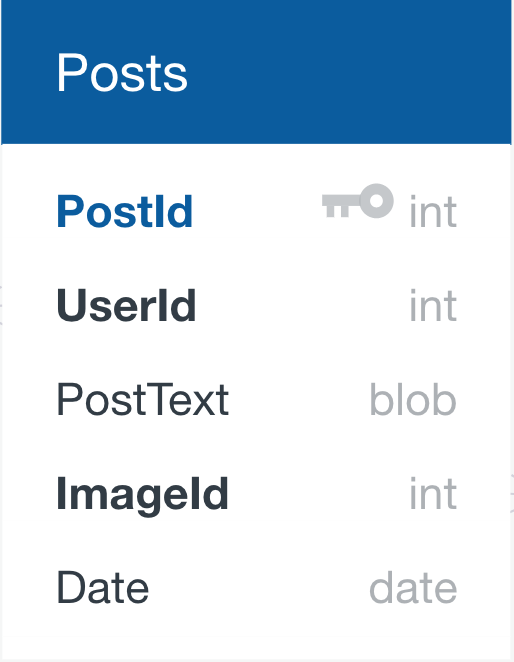 Posts
PostId int
UserId int
PostText blob
ImageId int
Date date